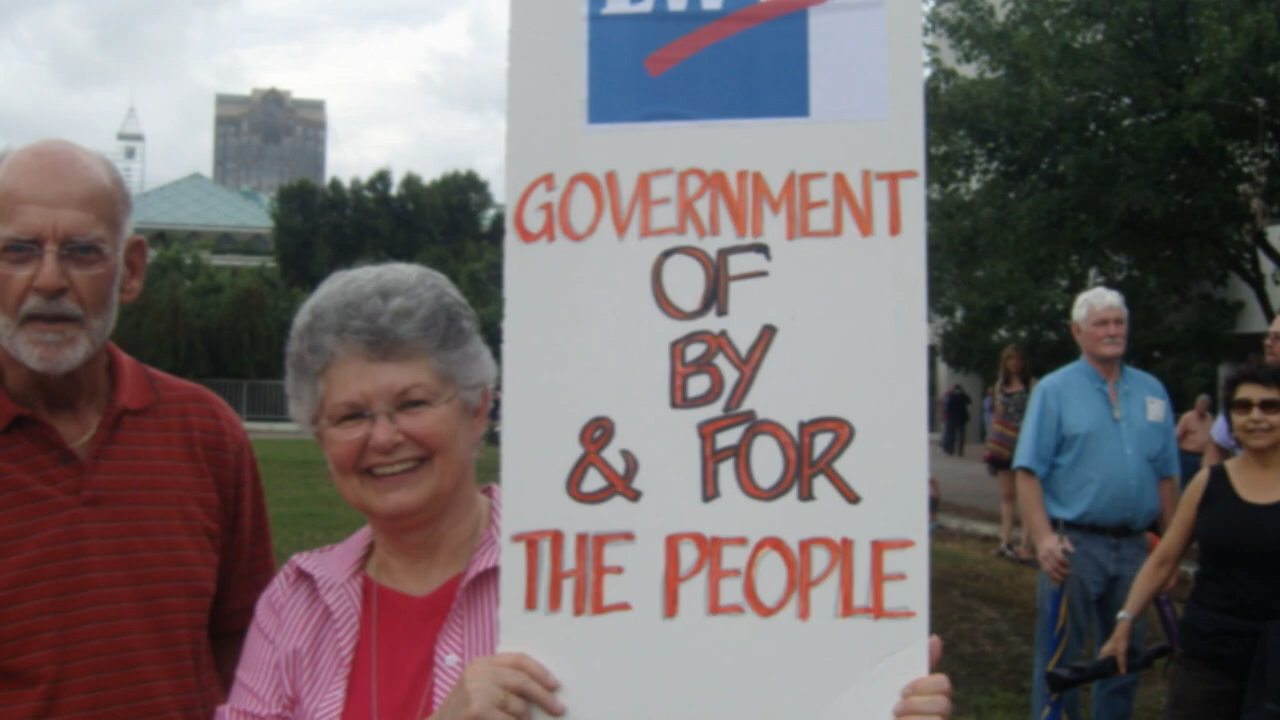 GOVERNMENT
OF
BY
& FOR
THE PEOPLE